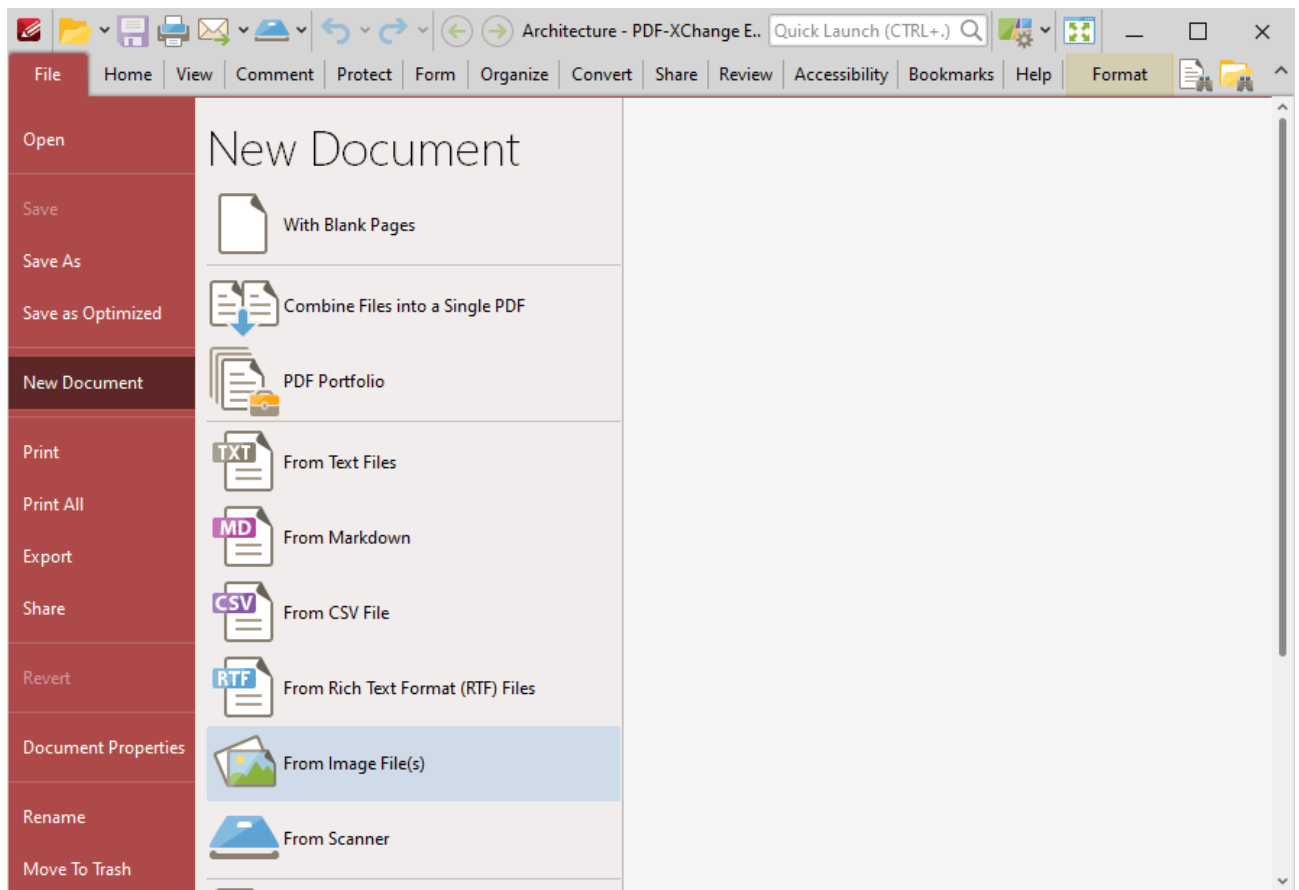 Architecture - PDF-XChange E..
Quick Launch (CTRL+.)
File Home View Comment Protect Form Organize Convert Share Review Accessibility Bookmarks Help Format
Open
Save
Save As
Save as Optimized
New Document
Print
Print All
Export
Share
Revert
Document Properties
Rename
Move To Trash
New Document
With Blank Pages
Combine Files into a Single PDF
PDF Portfolio
TXT From Text Files
MD From Markdown
CSV From CSV File
RTF From Rich Text Format (RTF) Files
From Image File(s)
From Scanner